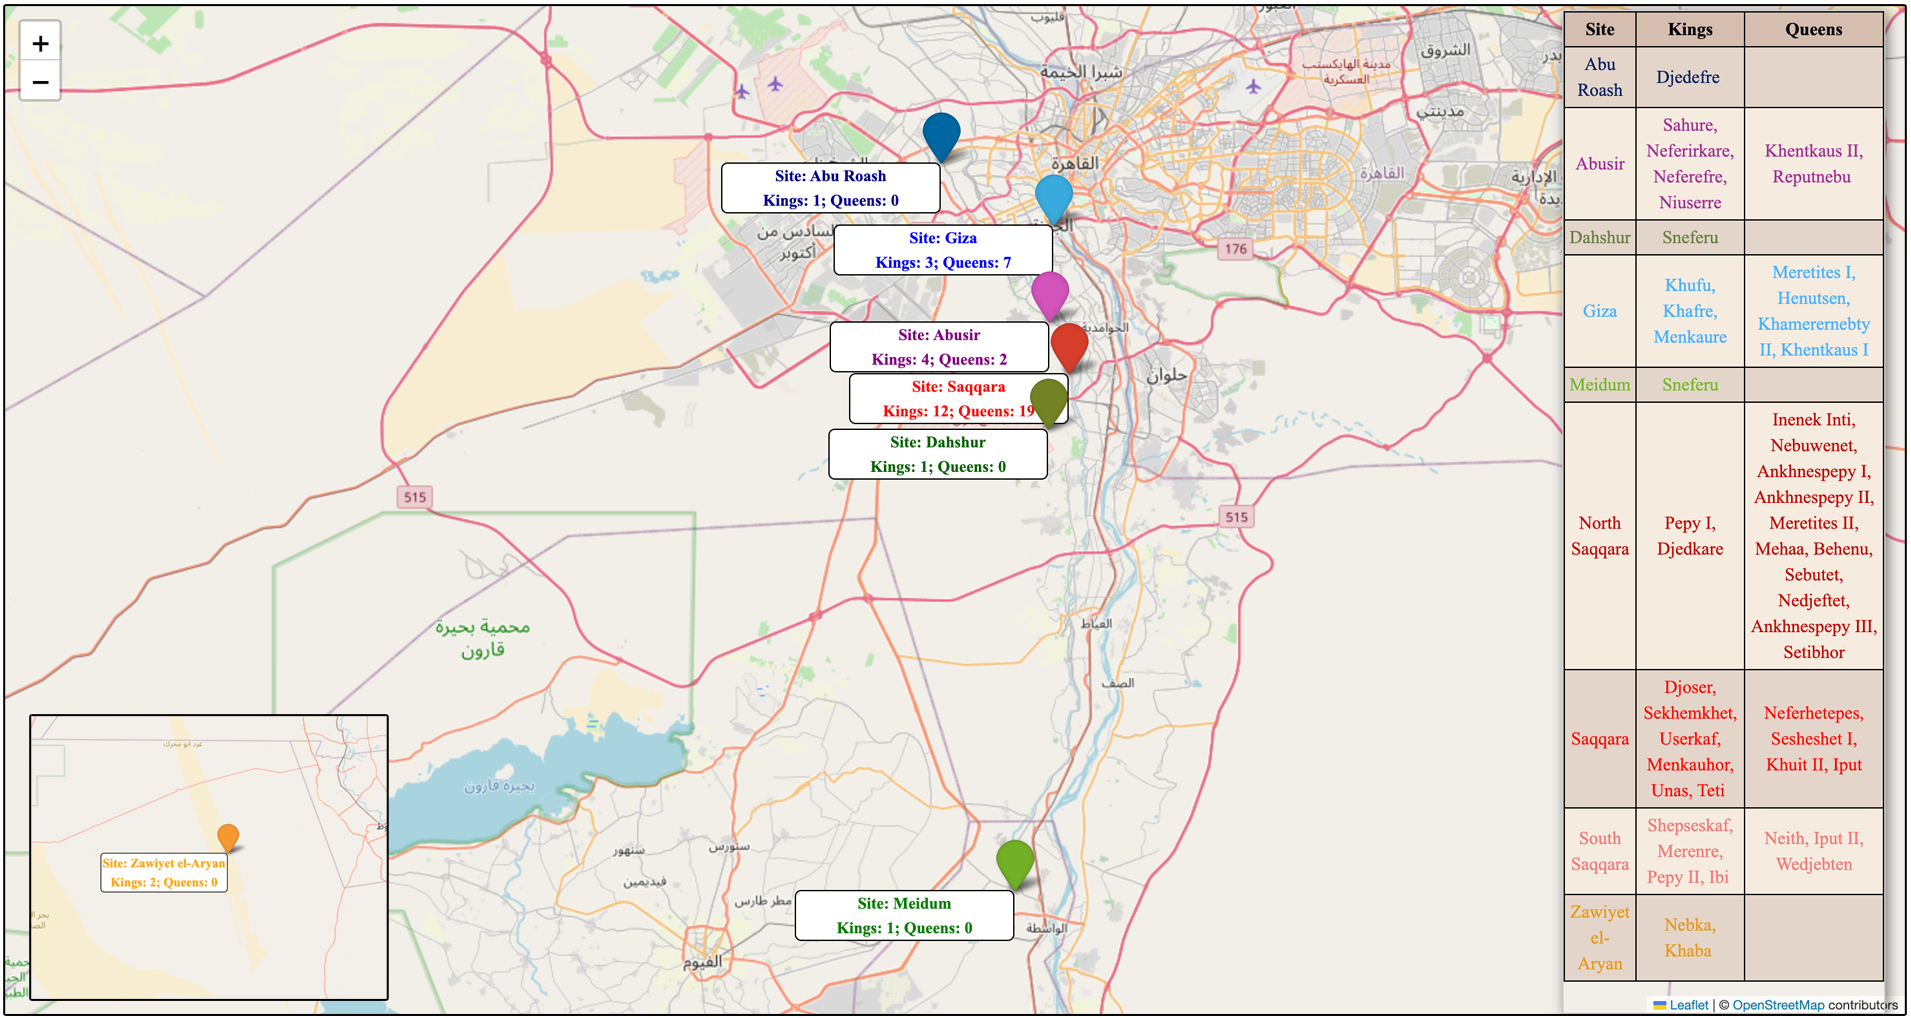 +
−
قليوب
شبرا الخيمة
مدينة الهايكستب
العسكرية
الشروق
مدينتي
القاهرة
القاهرة
السادس من
أكتوبر
176
الحوامدية
حلوان
515
515
محمية بحيرة
قارون
العياط
الصف
بحيرة قارون
سنورس
سنهور
فيديمين
مطر طارس
الواسطة
الفيوم
Site: Abu Roash
Kings: 1; Queens: 0
Site: Giza
Kings: 3; Queens: 7
Site: Abusir
Kings: 4; Queens: 2
Site: Saqqara
Kings: 12; Queens: 19
Site: Dahshur
Kings: 1; Queens: 0
Site: Meidum
Kings: 1; Queens: 0
غرد ابو محرك
Site: Zawiyet el-Aryan
Kings: 2; Queens: 0
Site Kings Queens
Abu
Roash
Djedefre
Abusir
Sahure,
Neferirkare,
Neferefre,
Niuserre
Khentkaus II,
Reputnebu
Dahshur Sneferu
Giza
Khufu,
Khafre,
Menkaure
Meretites I,
Henutsen,
Khamerernebty
II, Khentkaus I
Meidum Sneferu
North
Saqqara
Pepy I,
Djedkare
Inenek Inti,
Nebuwenet,
Ankhnespepy I,
Ankhnespepy II,
Meretites II,
Mehaa, Behenu,
Sebutet,
Nedjeftet,
Ankhnespepy III,
Setibhor
Saqqara
Djoser,
Sekhemkhet,
Userkaf,
Menkauhor,
Unas, Teti
Neferhetepes,
Sesheshet I,
Khuit II, Iput
South
Saqqara
Shepseskaf,
Merenre,
Pepy II, Ibi
Neith, Iput II,
Wedjebten
Zawiyet
el-
Aryan
Nebka,
Khaba
Leaflet | © OpenStreetMap contributors